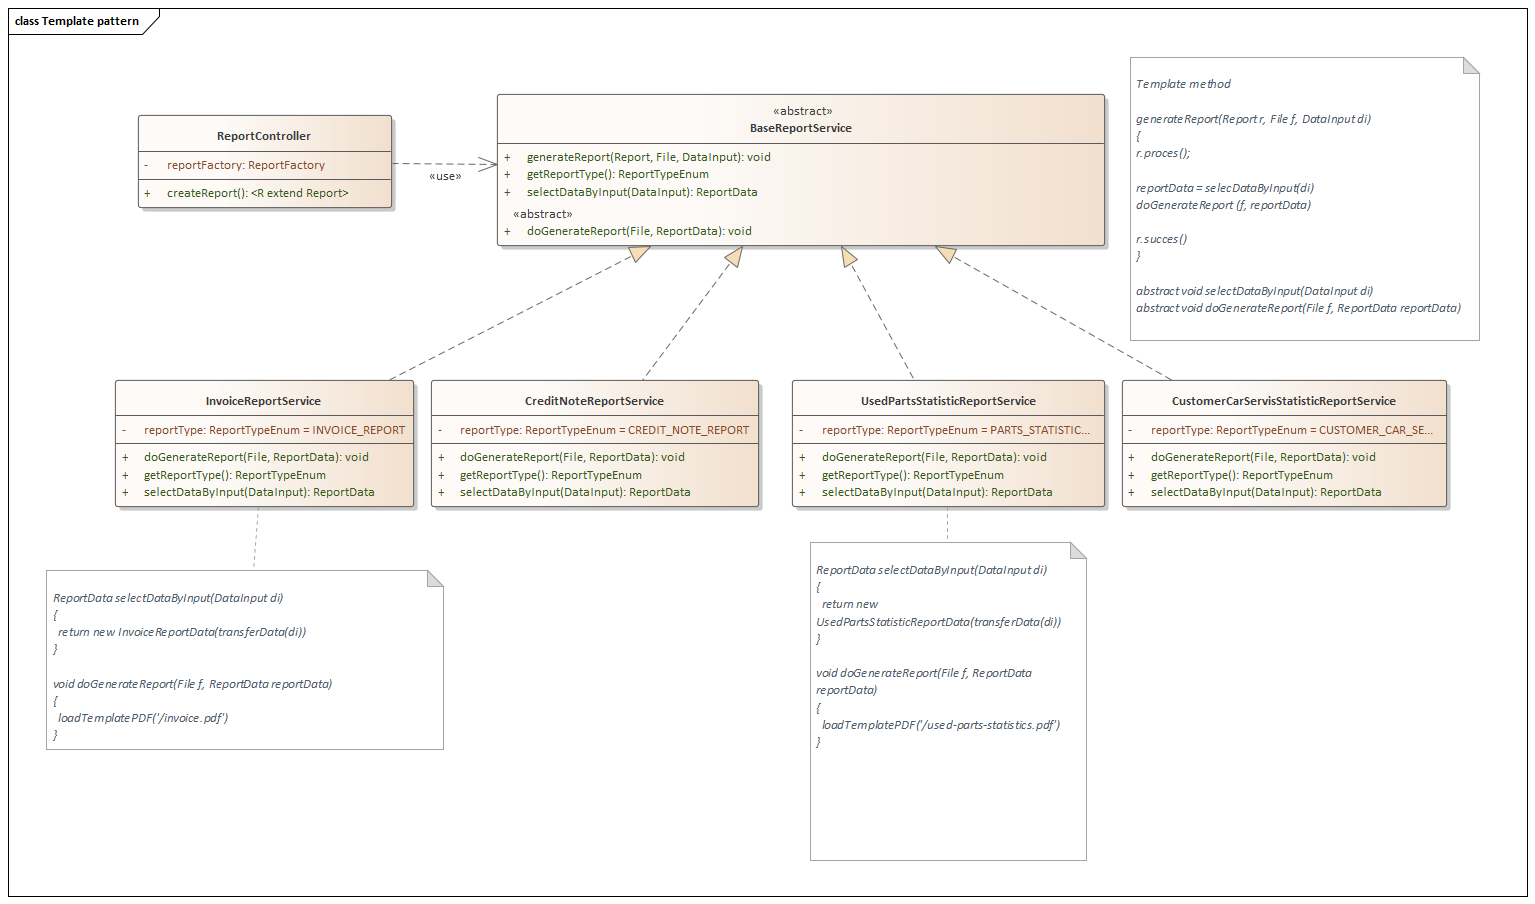 class Template pattern
ReportController
- reportFactory: ReportFactory
+ createReport(): <R extend Report>
«use»
«abstract»
BaseReportService
+ generateReport(Report, File, DataInput): void
+ getReportType(): ReportTypeEnum
+ selectDataByInput(DataInput): ReportData
«abstract»
+ doGenerateReport(File, ReportData): void
Template method
generateReport(Report r, File f, DataInput di)
{
r.proces();
reportData = selecDataByInput(di)
doGenerateReport (f, reportData)
r.succes()
}
abstract void selectDataByInput(DataInput di)
abstract void doGenerateReport(File f, ReportData reportData)
InvoiceReportService
- reportType: ReportTypeEnum = INVOICE_REPORT
+ doGenerateReport(File, ReportData): void
+ getReportType(): ReportTypeEnum
+ selectDataByInput(DataInput): ReportData
CreditNoteReportService
- reportType: ReportTypeEnum = CREDIT_NOTE_REPORT
+ doGenerateReport(File, ReportData): void
+ getReportType(): ReportTypeEnum
+ selectDataByInput(DataInput): ReportData
UsedPartsStatisticReportService
- reportType: ReportTypeEnum = PARTS_STATISTIC...
+ doGenerateReport(File, ReportData): void
+ getReportType(): ReportTypeEnum
+ selectDataByInput(DataInput): ReportData
CustomerCarServisStatisticReportService
- reportType: ReportTypeEnum = CUSTOMER_CAR_SE...
+ doGenerateReport(File, ReportData): void
+ getReportType(): ReportTypeEnum
+ selectDataByInput(DataInput): ReportData
ReportData selectDataByInput(DataInput di)
{
return new InvoiceReportData(transferData(di))
}
void doGenerateReport(File f, ReportData reportData)
{
loadTemplatePDF('/invoice.pdf')
}
ReportData selectDataByInput(DataInput di)
{
return new
UsedPartsStatisticReportData(transferData(di))
}
void doGenerateReport(File f, ReportData
reportData)
{
loadTemplatePDF('/used-parts-statistics.pdf')
}